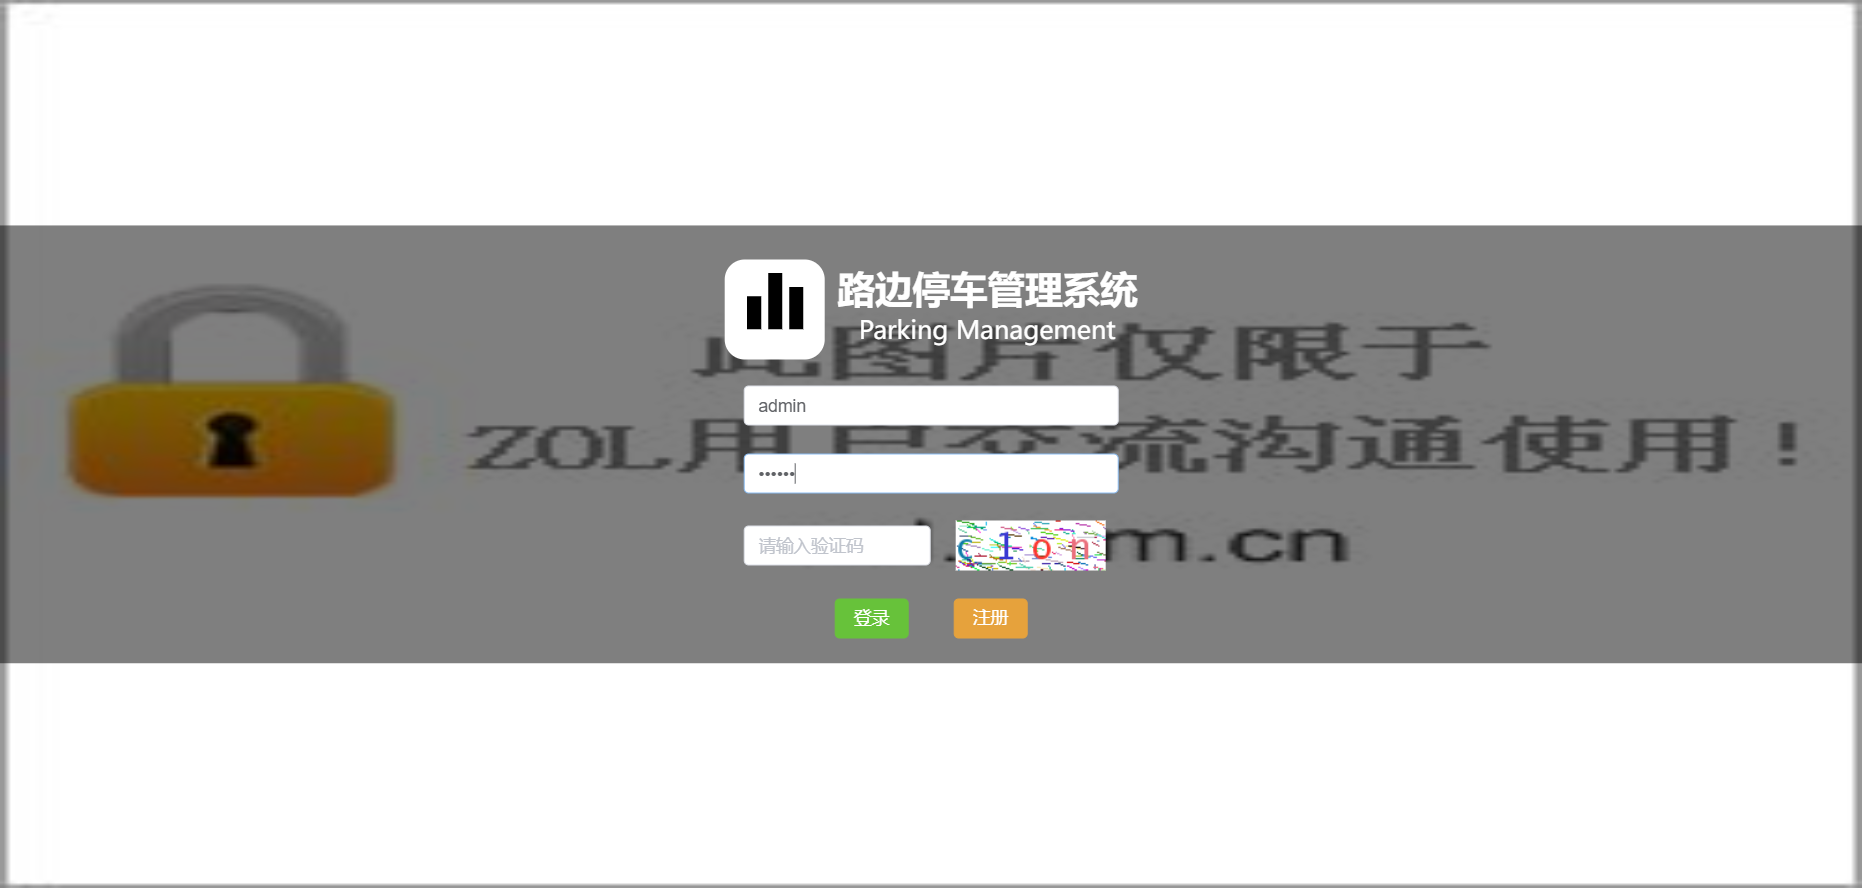 路边停车管理系统
Parking Management
此图片仅限于
admin
ZOL用户交流沟通使用！
••••••
请输入验证码
c1on
m.cn
登录
注册